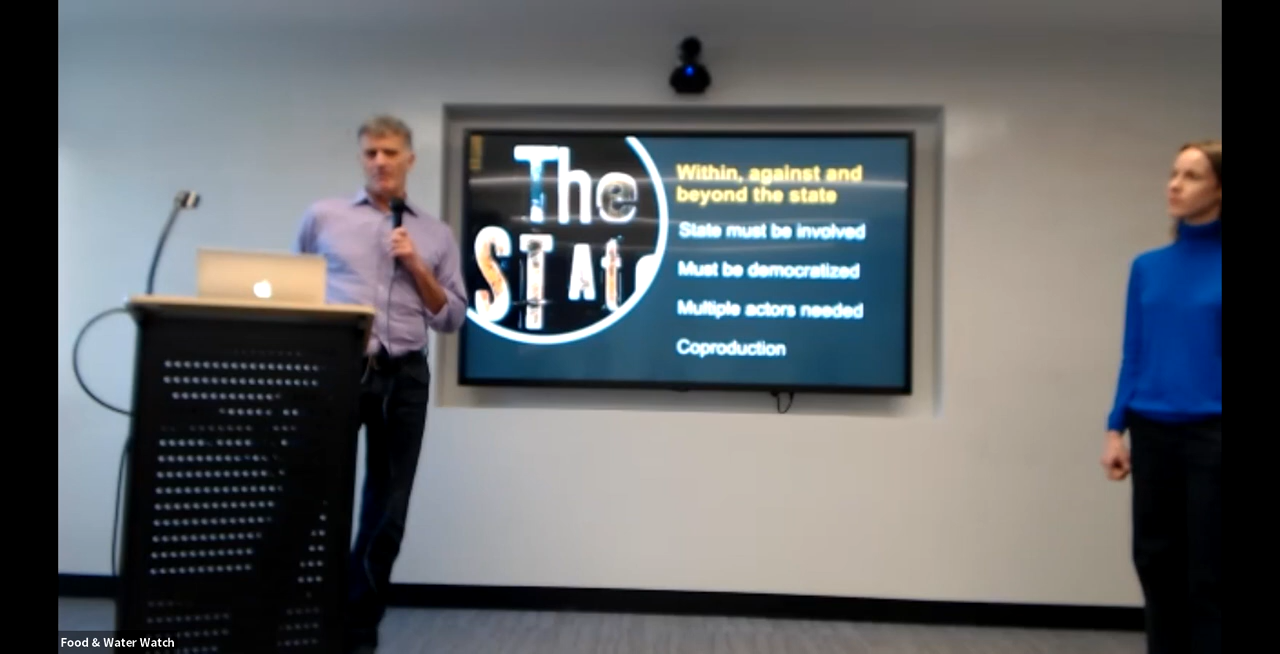 The
STATe
Within, against and
beyond the state
State must be involved
Must be democratized
Multiple actors needed
Coproduction
Food & Water Watch